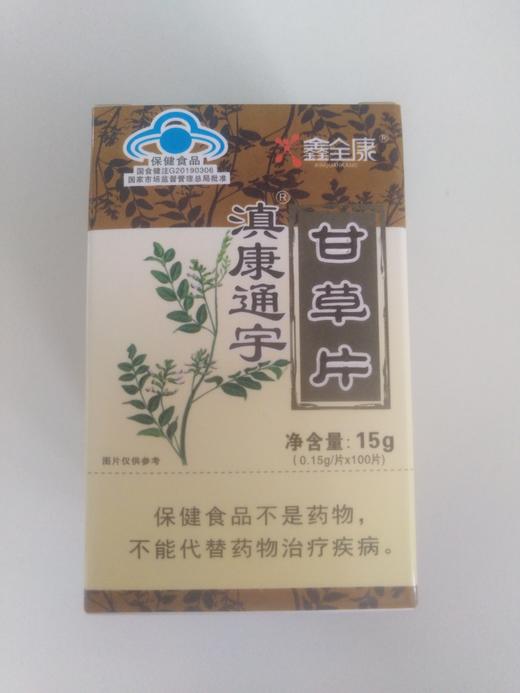 保健食品
国食健注G20190306
国家市场监督管理总局批准
鑫全康®
滇康通宇®
甘草片
净含量: 15g
(0.15g/片x100片)
图片仅供参考
保健食品不是药物，
不能代替药物治疗疾病。